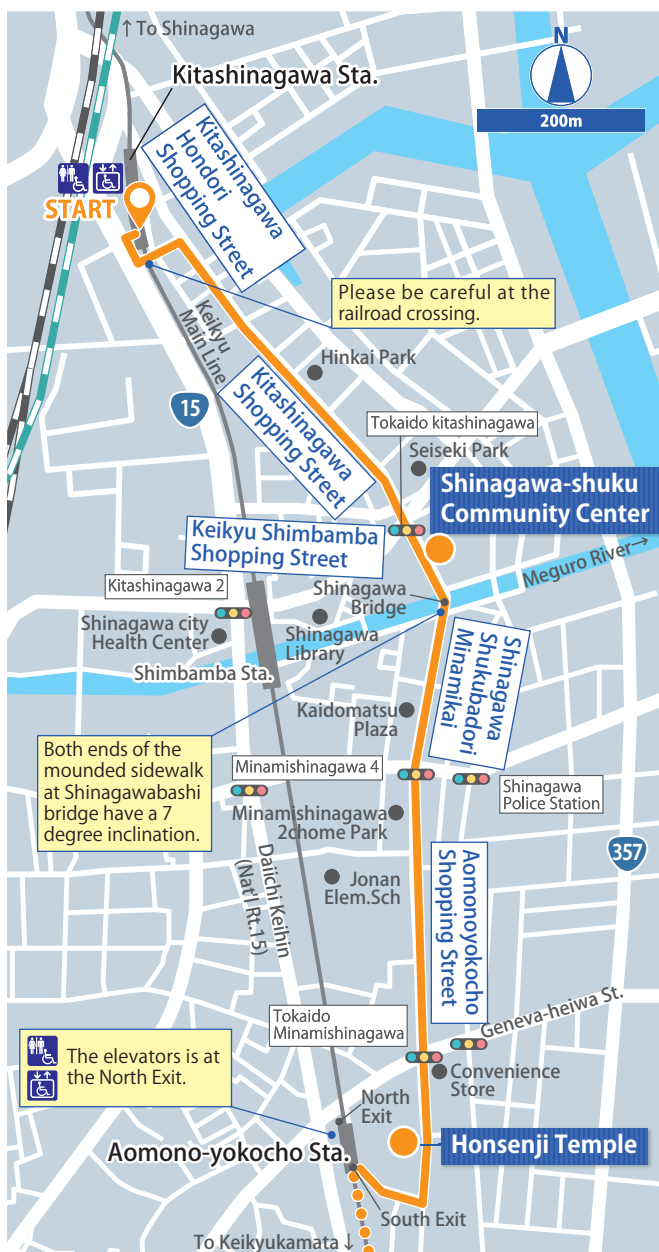 ↑ To Shinagawa
Kitashinagawa Sta.
N
200m
Kitashinagawa
Hondori
Shopping Street
START
Please be careful at the
railroad crossing.
Keikyu
Main Line
Hinkai Park
15
Kitashinagawa
Shopping Street
Tokaido kitashinagawa
Seiseki Park
Shinagawa-shuku
Community Center
Keikyu Shimbamba
Shopping Street
Meguro River→
Kitashinagawa 2
Shinagawa
Bridge
Shinagawa city
Health Center
Shinagawa
Library
Shimbamba Sta.
Shinagawa
Shukubadori
Minamikai
Kaidomatsu
Plaza
Both ends of the
mounded sidewalk
at Shinagawabashi
bridge have a 7
degree inclination.
Minamishinagawa 4
Shinagawa
Police Station
Minamishinagawa
2chome Park
357
Daiichi Keihin
(Nat'l Rt.15)
Jonan
Elem.Sch
Aomonoyokocho
Shopping Street
Geneva-heiwa St.
Tokaido
Minamishinagawa
The elevators is at
the North Exit.
Convenience
Store
North
Exit
Honsenji Temple
Aomono-yokocho Sta.
South Exit
To Keikyukamata ↓